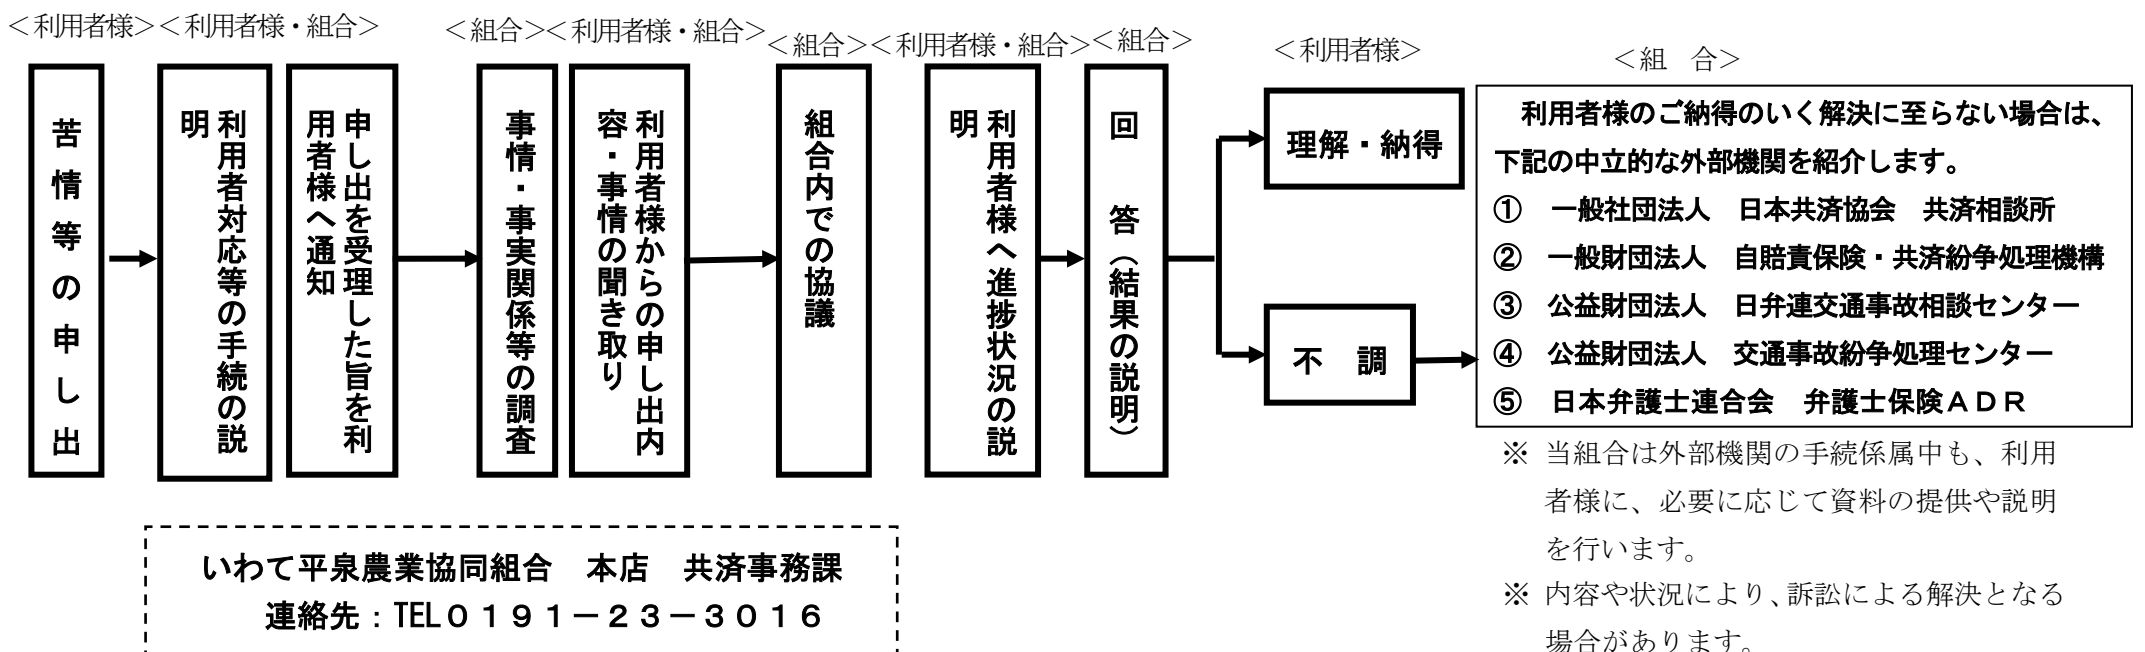 ＜利用者様＞
＜利用者様・組合＞
＜組合＞
＜利用者様・組合＞
＜組合＞
＜利用者様・組合＞
＜組合＞
＜利用者様＞
＜組　合＞
苦情等の申し出
利用者対応等の手続の説
明
申し出を受理した旨を利
用者様へ通知
事情・事実関係等の調査
利用者様からの申し出内
容・事情の聞き取り
組合内での協議
利用者様へ進捗状況の説
明
回　答（結果の説明）
理解・納得
不　調
利用者様のご納得のいく解決に至らない場合は、
下記の中立的な外部機関を紹介します。
①　一般社団法人　日本共済協会　共済相談所
②　一般財団法人　自賠責保険・共済紛争処理機構
③　公益財団法人　日弁連交通事故相談センター
④　公益財団法人　交通事故紛争処理センター
⑤　日本弁護士連合会　弁護士保険ＡＤＲ
※ 当組合は外部機関の手続係属中も、利用
者様に、必要に応じて資料の提供や説明
を行います。
※ 内容や状況により、訴訟による解決となる
場合があります。
いわて平泉農業協同組合　本店　共済事務課
連絡先：TEL０１９１－２３－３０１６